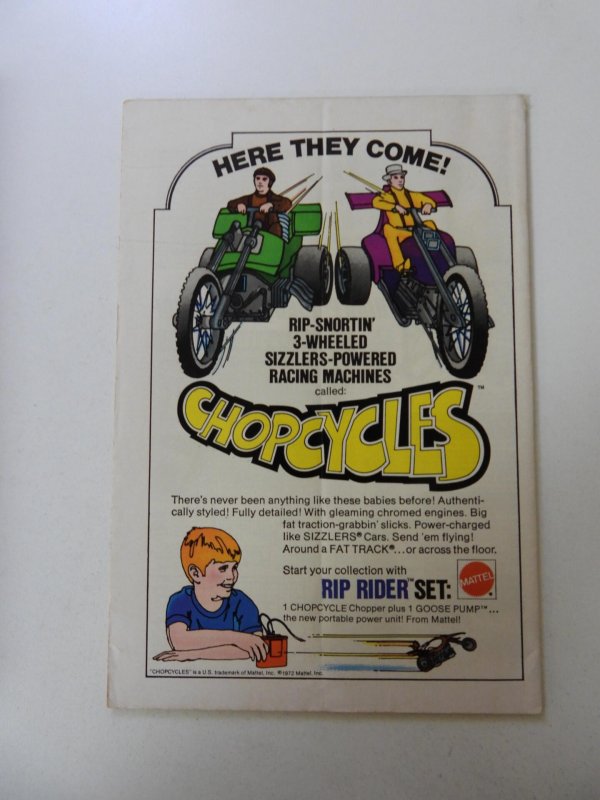 HERE THEY COME!
RIP-SNORTIN'
3-WHEELED
SIZZLERS-POWERED
RACING MACHINES
called:
CHOPCYCLES™
There's never been anything like these babies before! Authenti-
cally styled! Fully detailed! With gleaming chromed engines. Big
fat traction-grabbin' slicks. Power-charged
like SIZZLERS® Cars. Send 'em flying!
Around a FAT TRACK®...or across the floor.
Start your collection with
RIP RIDER™ SET:
MATTEL®
1 CHOPCYCLE Chopper plus 1 GOOSE PUMP™...
the new portable power unit! From Mattel!
"CHOPCYCLES" is a U.S. trademark of Mattel, Inc. ©1972 Mattel, Inc.